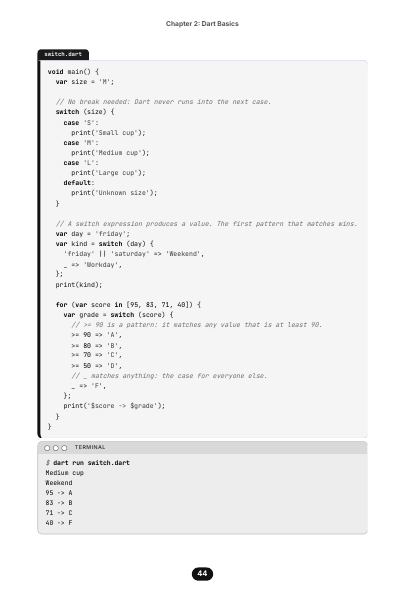 Chapter 2: Dart Basics
switch.dart
void main() {
  var size = 'M';

  // No break needed: Dart never runs into the next case.
  switch (size) {
    case 'S':
      print('Small cup');
    case 'M':
      print('Medium cup');
    case 'L':
      print('Large cup');
    default:
      print('Unknown size');
  }

  // A switch expression produces a value. The first pattern that matches wins.
  var day = 'friday';
  var kind = switch (day) {
    'friday' || 'saturday' => 'Weekend',
    _ => 'Workday',
  };
  print(kind);

  for (var score in [95, 83, 71, 40]) {
    var grade = switch (score) {
      // >= 90 is a pattern: it matches any value that is at least 90.
      >= 90 => 'A',
      >= 80 => 'B',
      >= 70 => 'C',
      >= 50 => 'D',
      // _ matches anything: the case for everyone else.
      _ => 'F',
    };
    print('$score -> $grade');
  }
}
TERMINAL
$ dart run switch.dart
Medium cup
Weekend
95 -> A
83 -> B
71 -> C
40 -> F
44